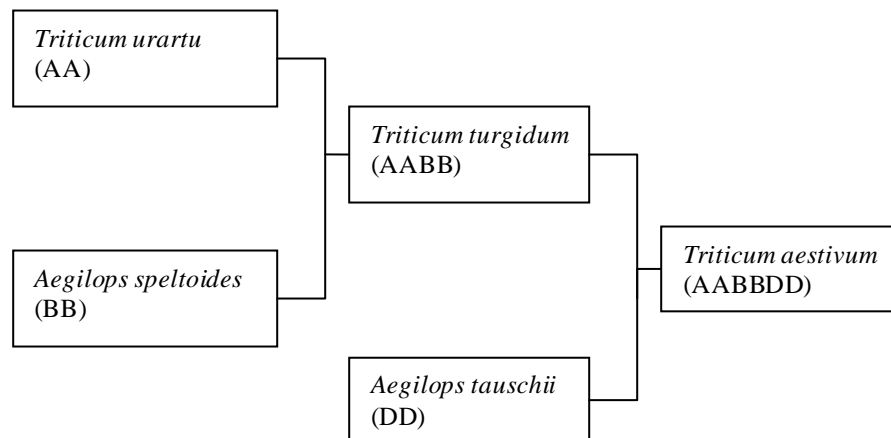 Triticum urartu
(AA)
Triticum turgidum
(AABB)
Aegilops speltoides
(BB)
Triticum aestivum
(AABBDD)
Aegilops tauschii
(DD)